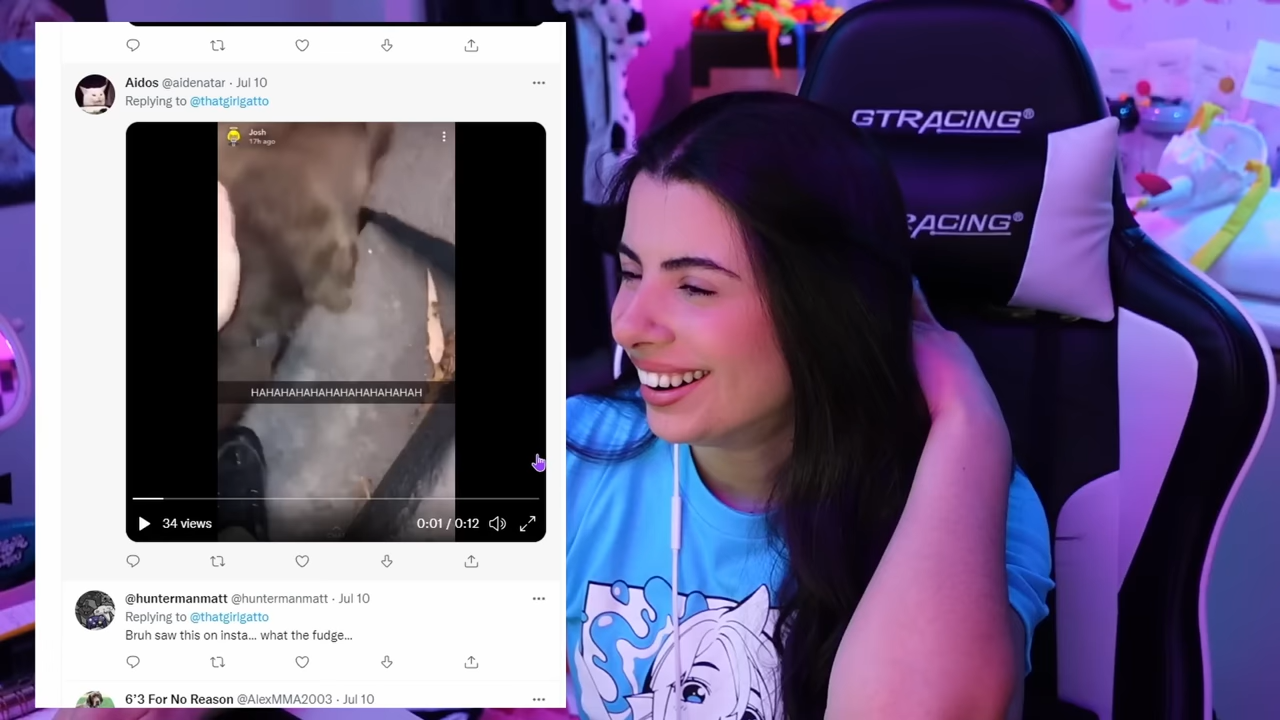 Aidos @aidenatar · Jul 10
Replying to @thatgirlgatto
Josh
17h ago
HAHAHAHAHAHAHAHAHAHAHAH
34 views
0:01 / 0:12
@huntermanmatt @huntermanmatt · Jul 10
Replying to @thatgirlgatto
Bruh saw this on insta... what the fudge...
6'3 For No Reason @AlexMMA2003 · Jul 10
GTRACING®
RACING®